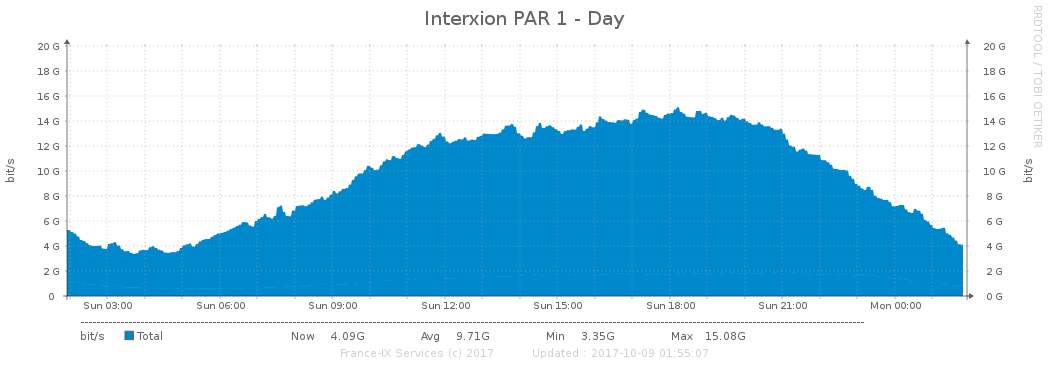 Interxion PAR 1 - Day
RRDTOOL / TOBI OETIKER
20 G 20 G
18 G 18 G
16 G 16 G
14 G 14 G
12 G 12 G
10 G 10 G
8 G 8 G
6 G 6 G
4 G 4 G
2 G 2 G
0 0 G
bit/s bit/s
Sun 03:00 Sun 06:00 Sun 09:00 Sun 12:00 Sun 15:00 Sun 18:00 Sun 21:00 Mon 00:00
bit/s Total Now 4.09G Avg 9.71G Min 3.35G Max 15.08G
France-IX Services (c) 2017 Updated : 2017-10-09 01:55:07